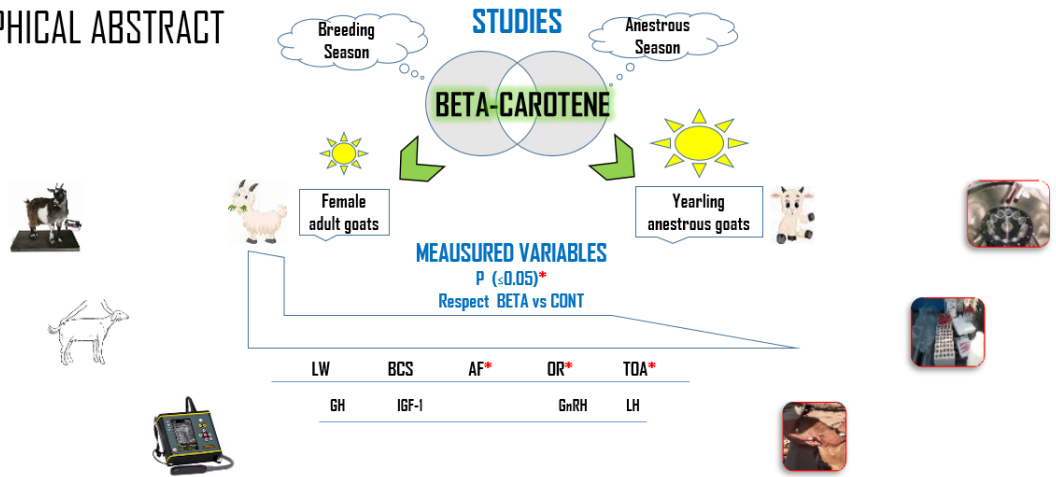 PHICAL ABSTRACT
STUDIES
Breeding
Season
Anestrous
Season
BETA-CAROTENE
Female
adult goats
Yearling
anestrous goats
MEAUSURED VARIABLES
P (≤0.05)*
Respect BETA vs CONT
LW BCS AF* OR* TOA*
GH IGF-1 GnRH LH